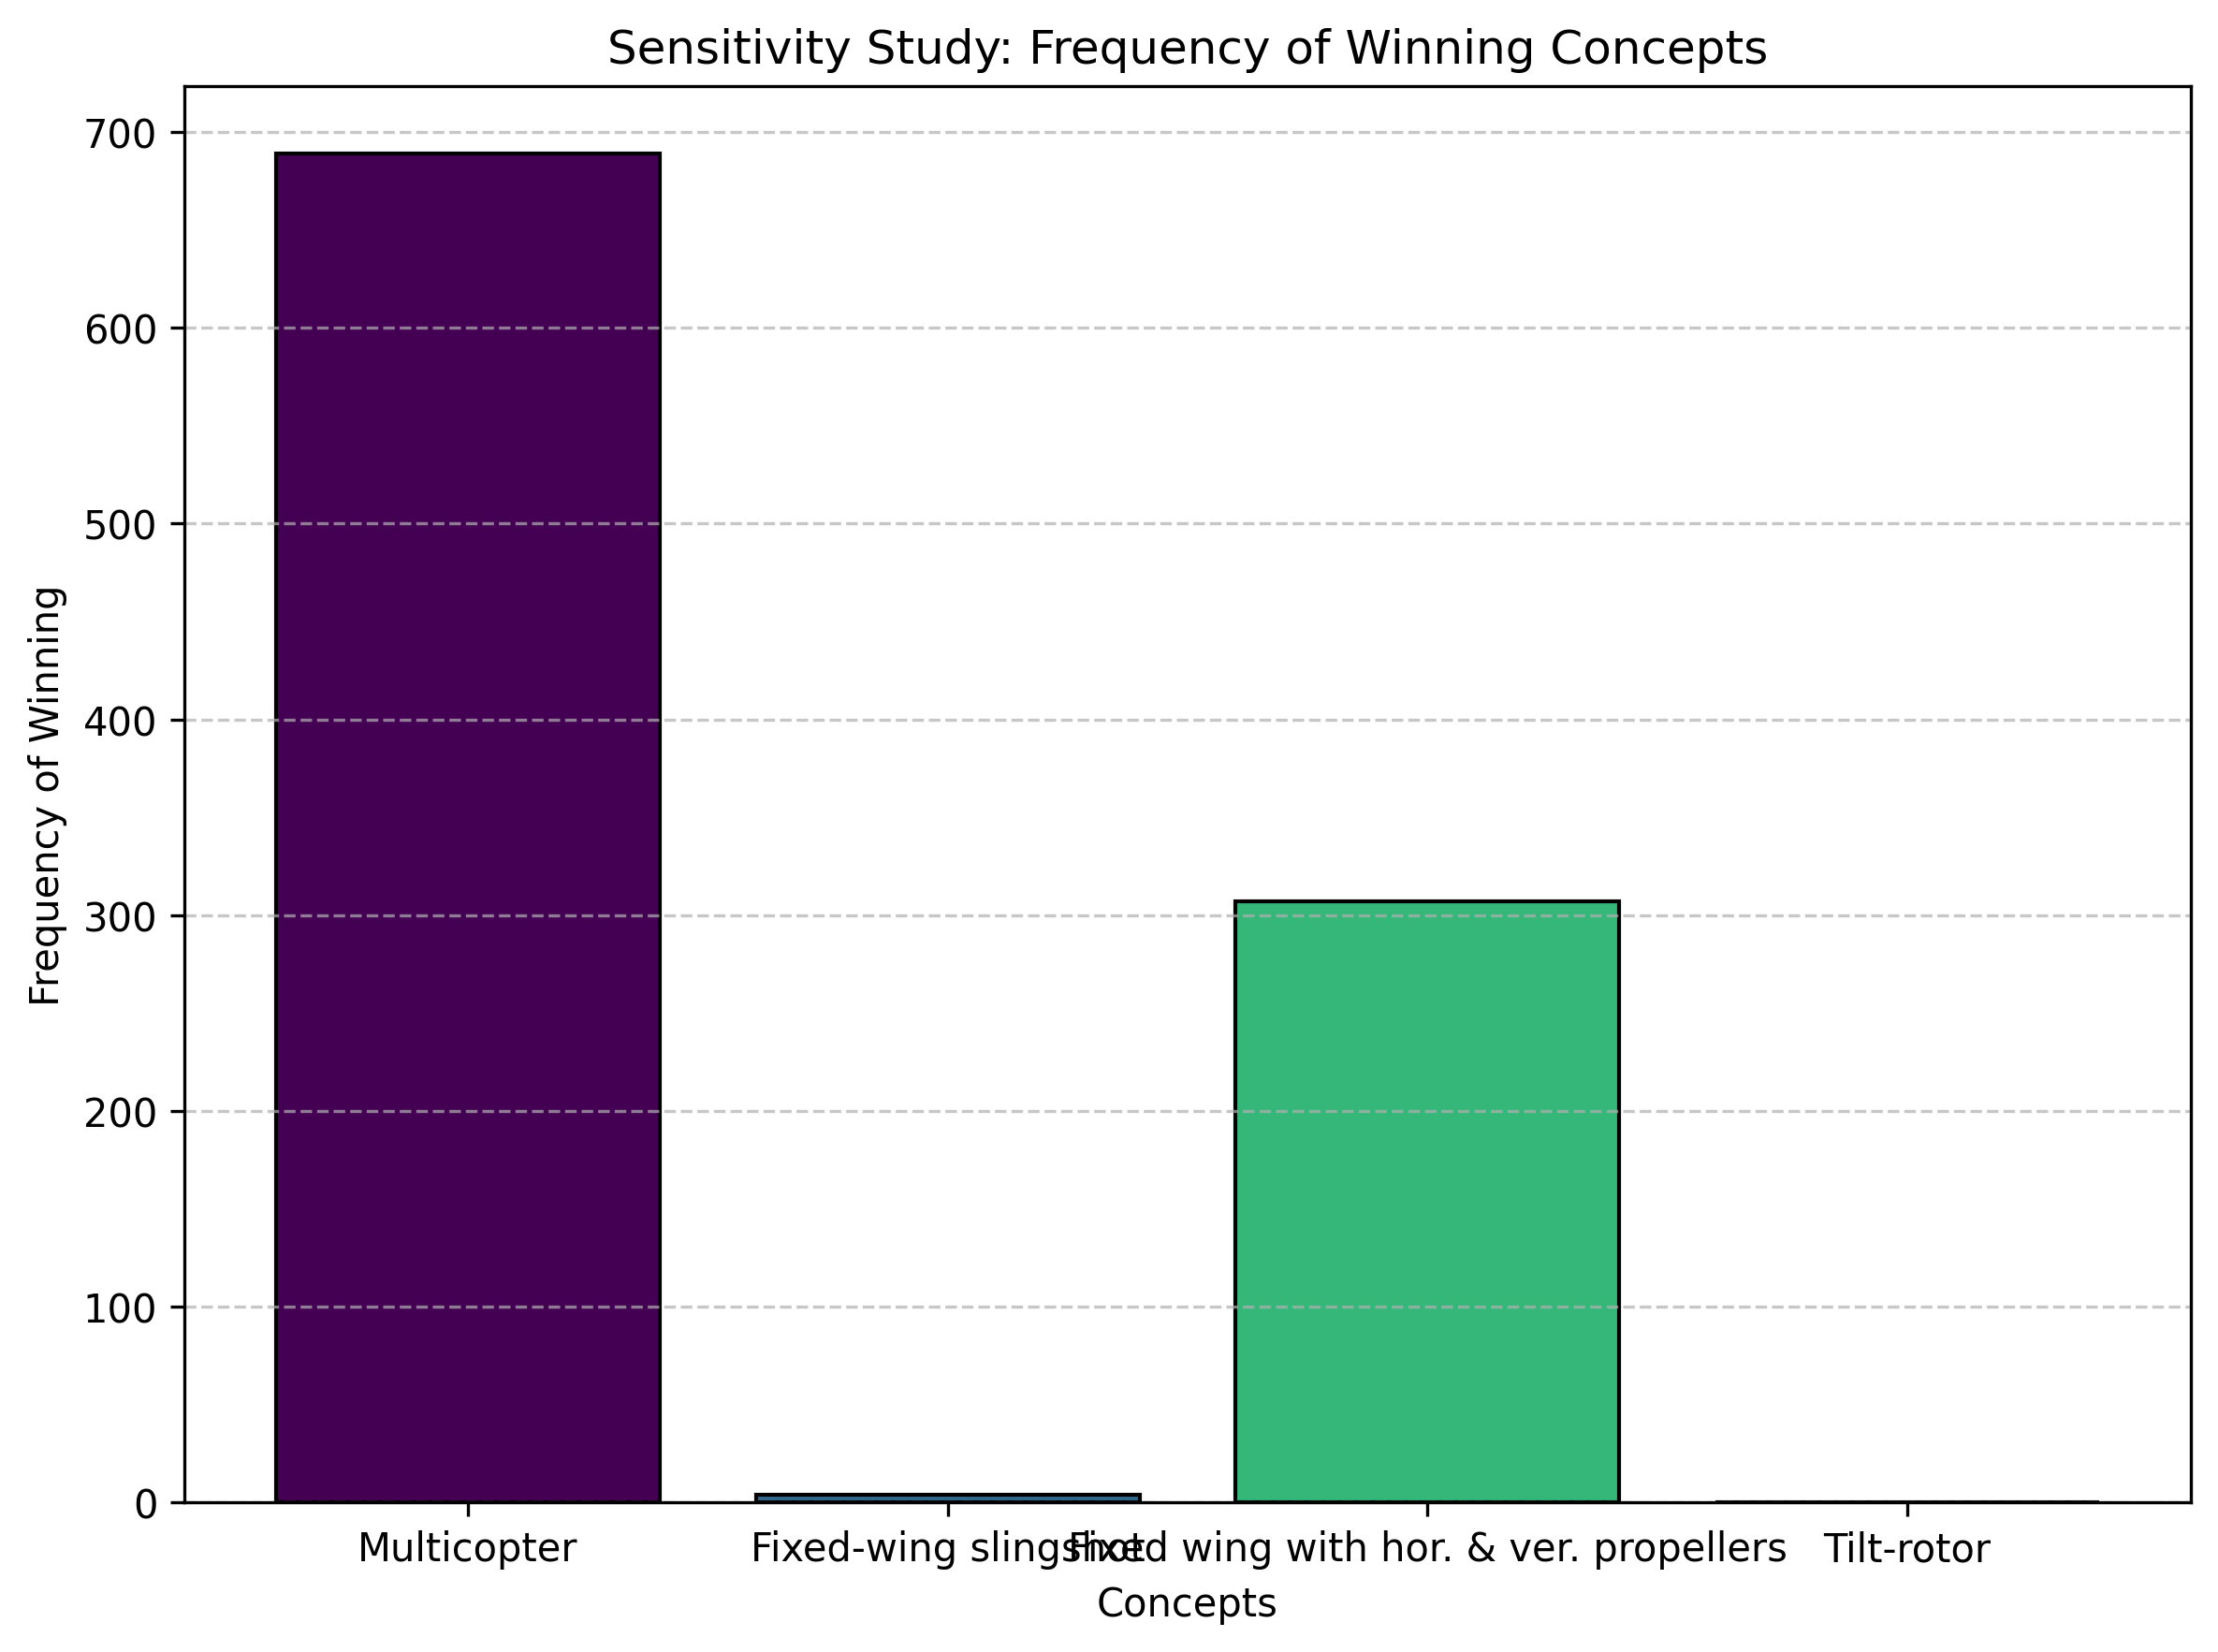 Sensitivity Study: Frequency of Winning Concepts
Frequency of Winning
700
600
500
400
300
200
100
0
Multicopter
Fixed-wing slingshot
Fixed wing with hor. & ver. propellers
Tilt-rotor
Concepts